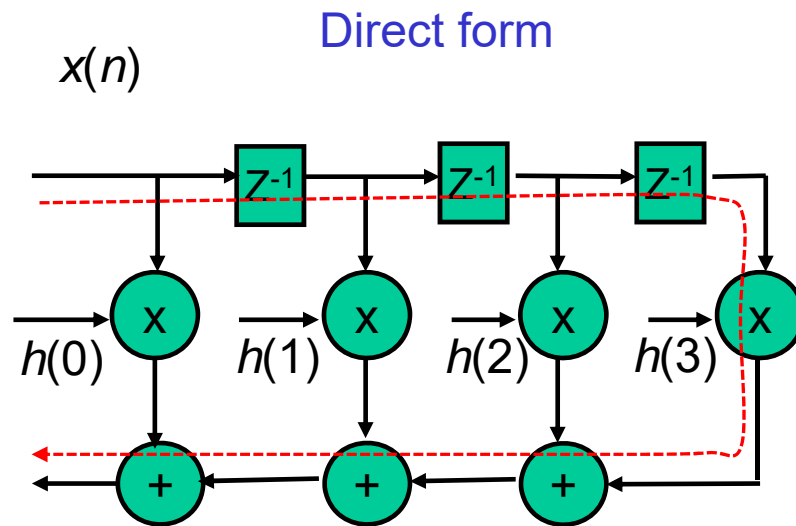 Direct form
x(n)
Z⁻¹ Z⁻¹ Z⁻¹
x x x x
h(0) h(1) h(2) h(3)
+ + +